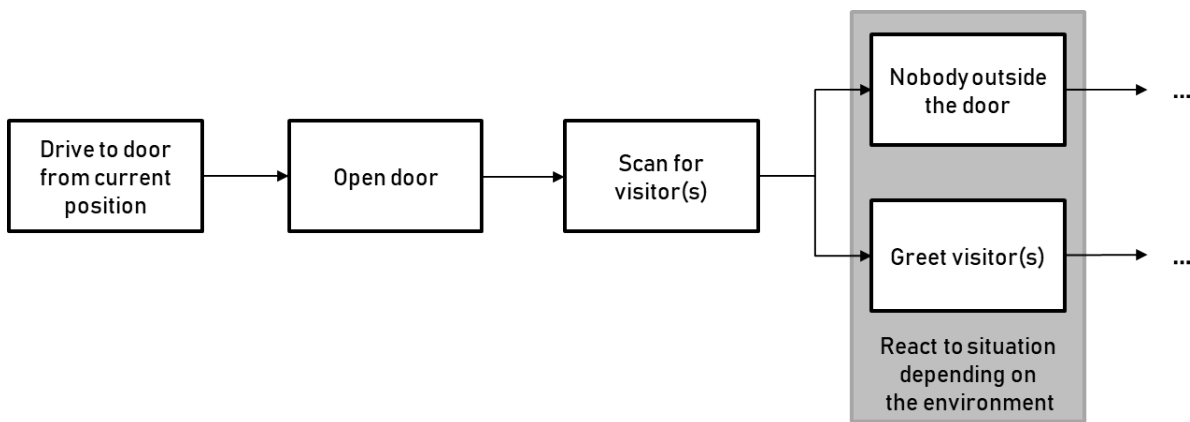 Drive to door
from current
position
Open door
Scan for
visitor(s)
Nobody outside
the door
...
Greet visitor(s)
...
React to situation
depending on
the environment